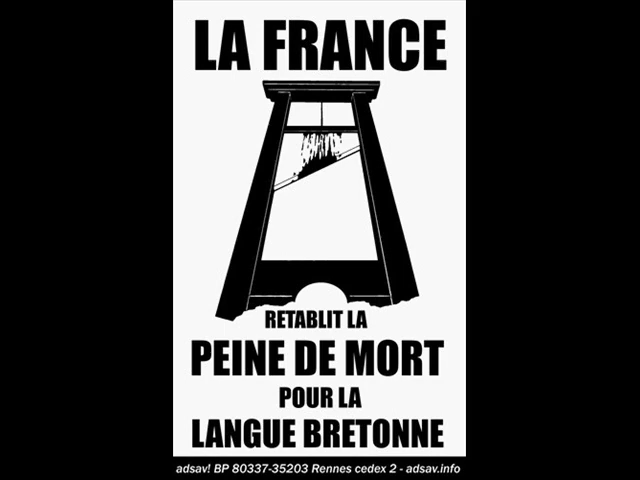 LA FRANCE
RETABLIT LA
PEINE DE MORT
POUR LA
LANGUE BRETONNE
adsav! BP 80337-35203 Rennes cedex 2 - adsav.info